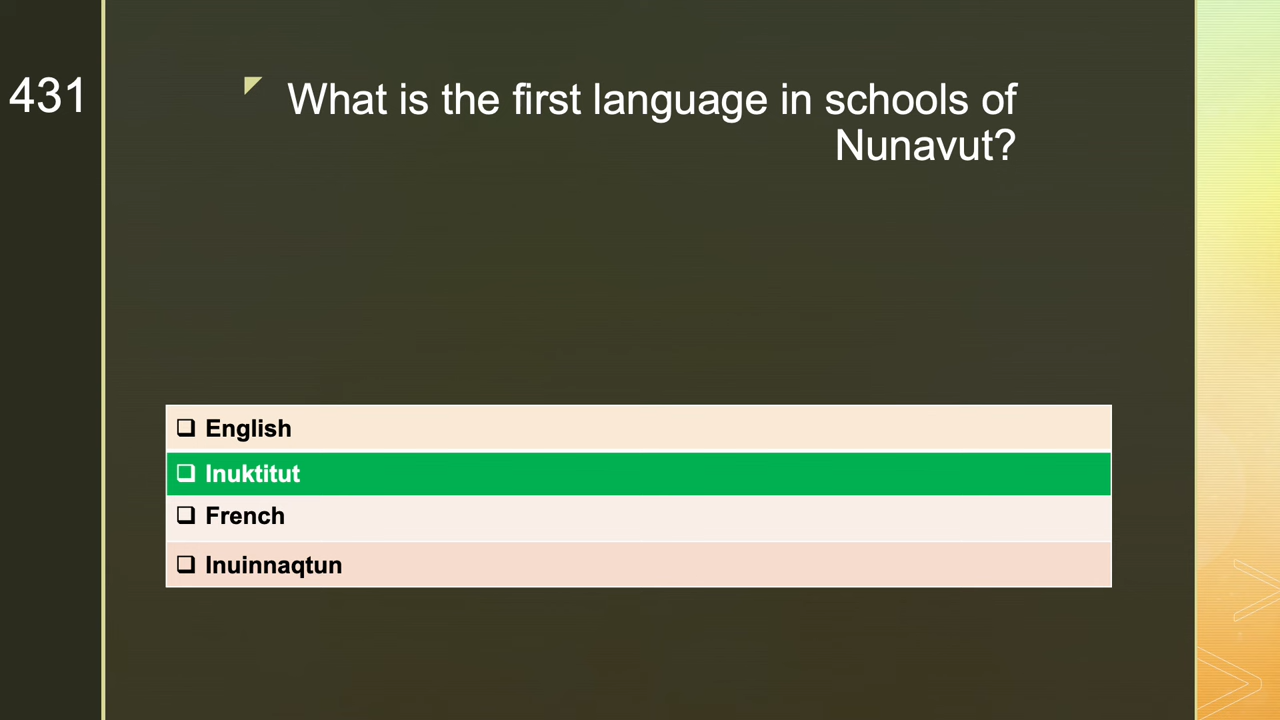 431
What is the first language in schools of
Nunavut?
English
Inuktitut
French
Inuinnaqtun